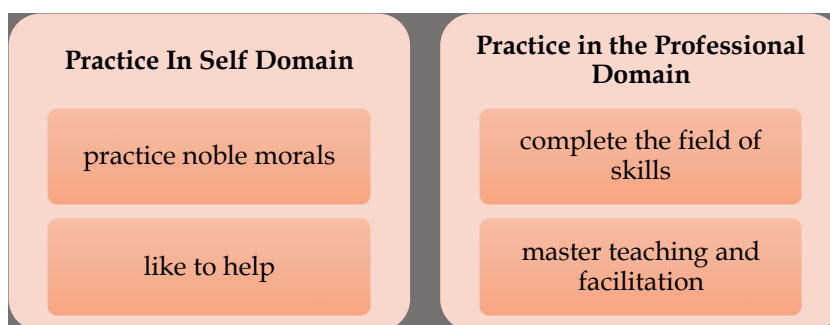 Practice In Self Domain
practice noble morals
like to help
Practice in the Professional
Domain
complete the field of
skills
master teaching and
facilitation